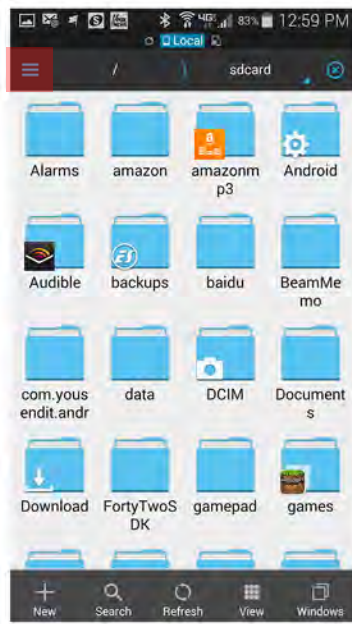 4G 83% 12:59 PM
Local
/ sdcard
Alarms amazon amazonm Android
p3
Audible backups baidu BeamMe
mo
com.yous data DCIM Document
endit.andr s
Download FortyTwoS gamepad games
DK
New Search Refresh View Windows